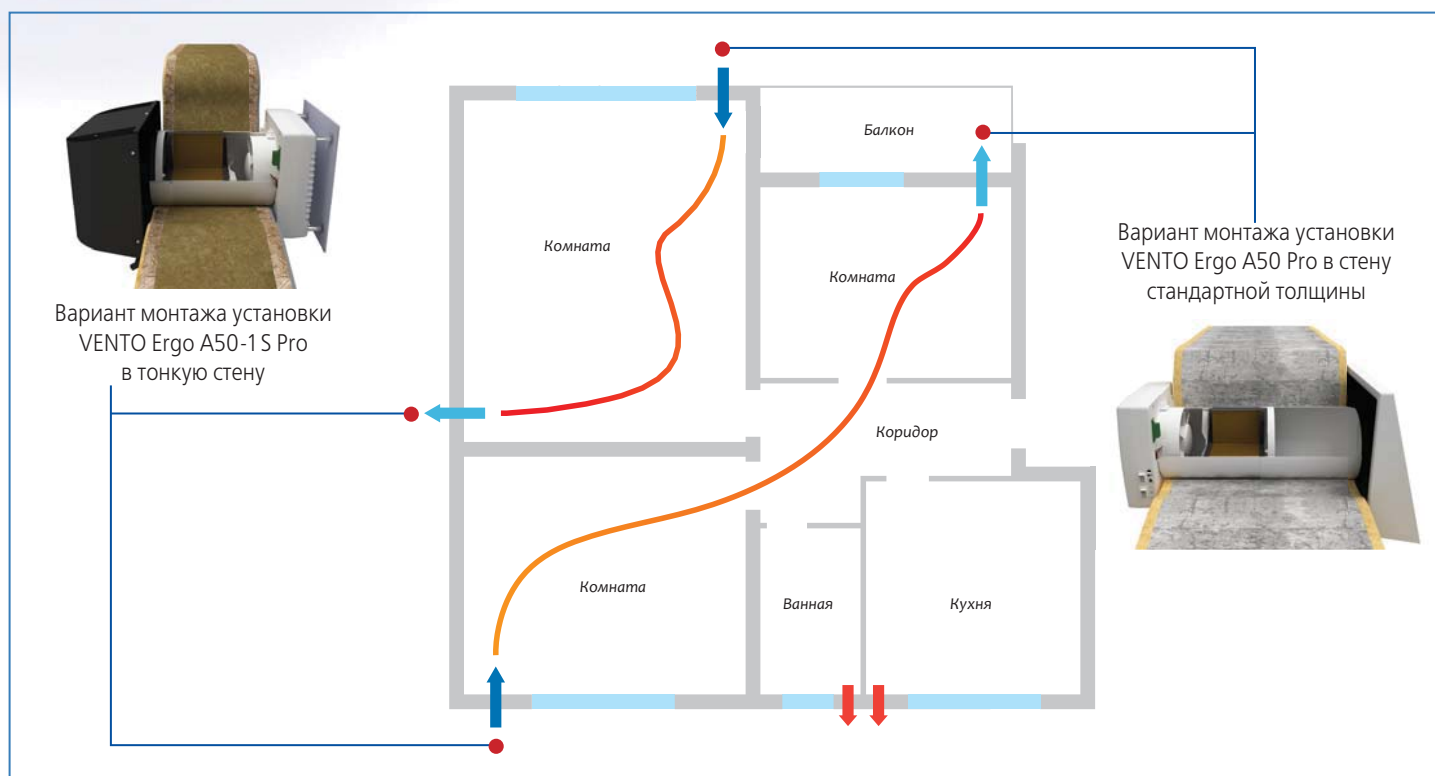 Балкон
Комната
Комната
Вариант монтажа установки
VENTO Ergo A50 Pro в стену
стандартной толщины
Вариант монтажа установки
VENTO Ergo A50-1S Pro
в тонкую стену
Коридор
Комната
Ванная
Кухня